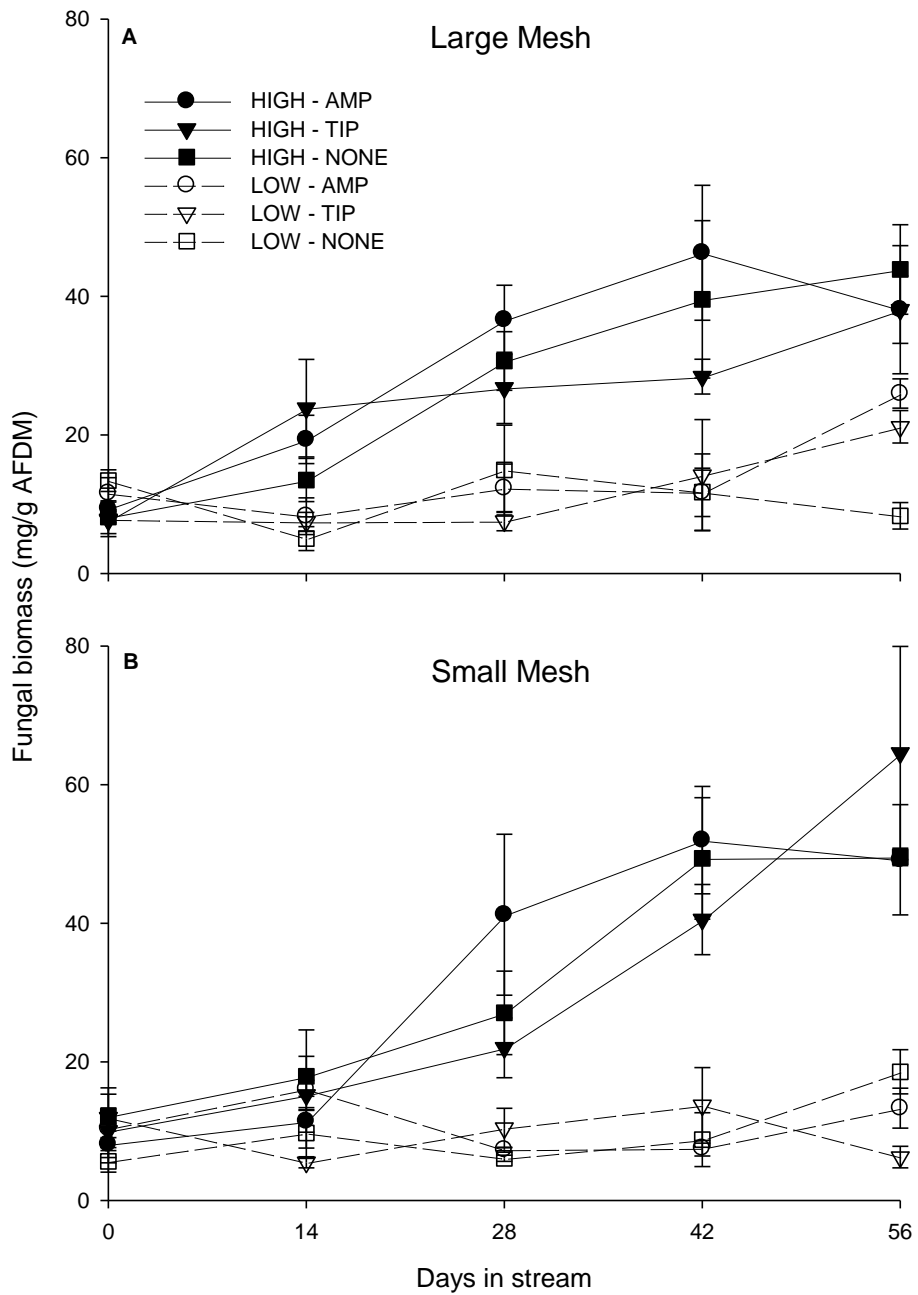 A
Large Mesh
80
60
40
20
0
HIGH - AMP
HIGH - TIP
HIGH - NONE
LOW - AMP
LOW - TIP
LOW - NONE
Fungal biomass (mg/g AFDM)
B
Small Mesh
80
60
40
20
0
0 14 28 42 56
Days in stream